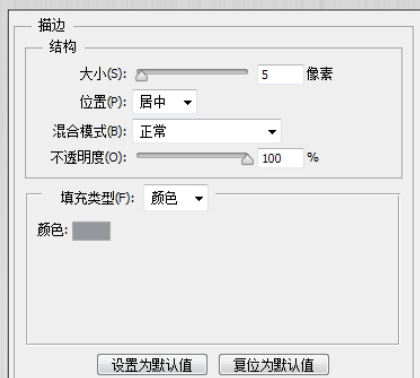 描边
结构
大小(S): 5 像素
位置(P): 居中
混合模式(B): 正常
不透明度(O): 100 %
填充类型(F): 颜色
颜色:
设置为默认值 复位为默认值